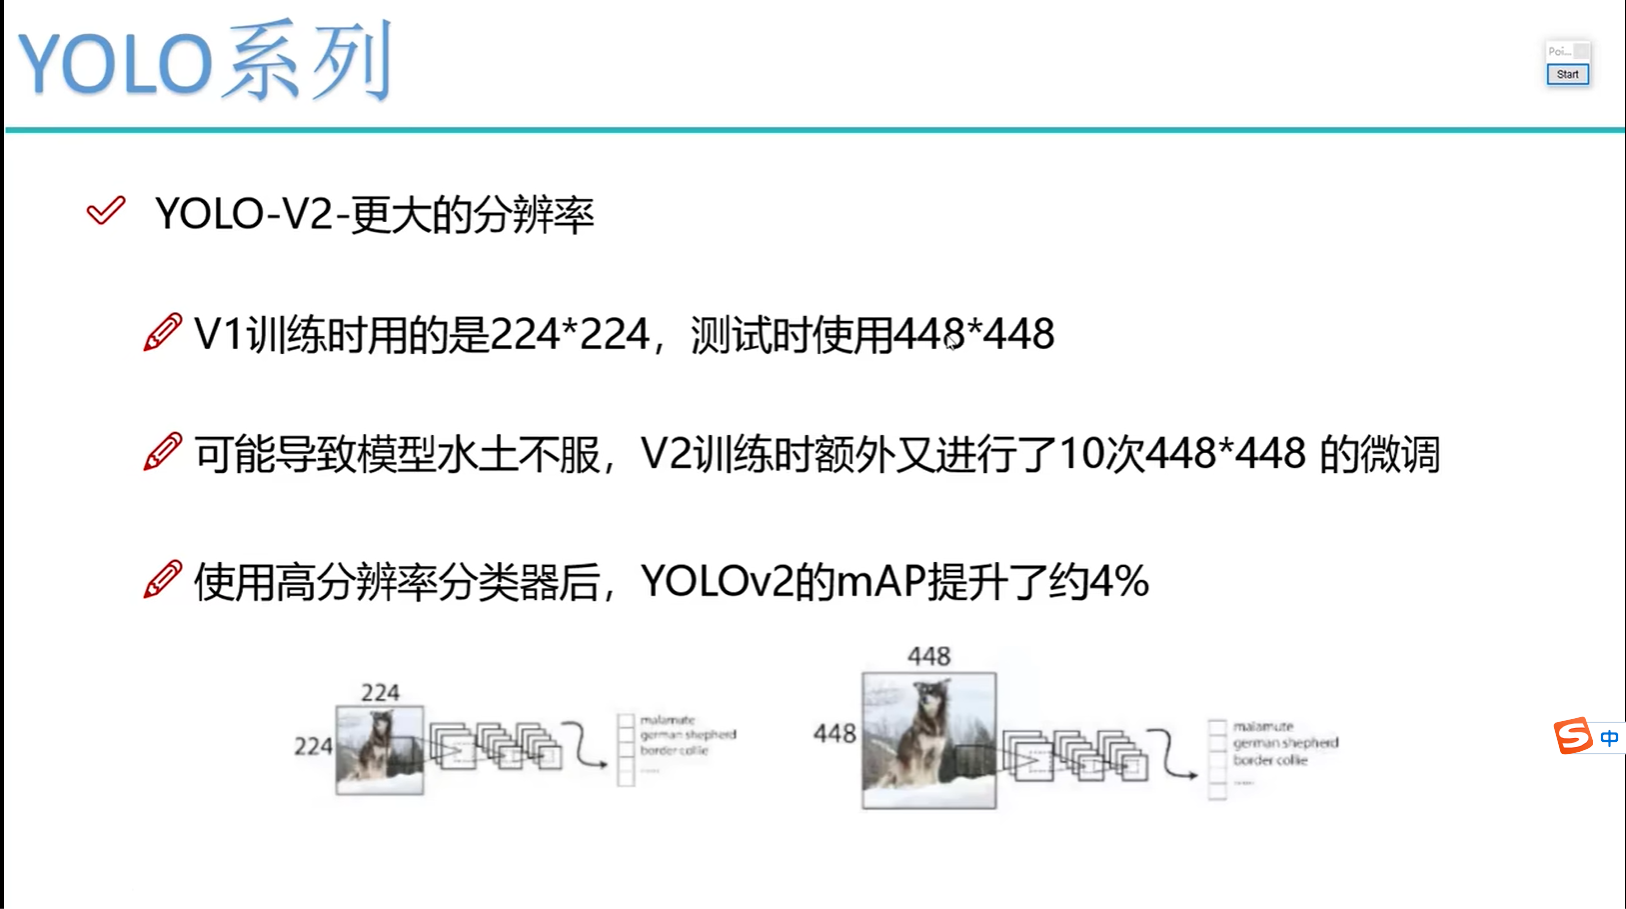 YOLO系列
Poi...
Start
YOLO-V2-更大的分辨率
V1训练时用的是224*224，测试时使用448*448
可能导致模型水土不服，V2训练时额外又进行了10次448*448 的微调
使用高分辨率分类器后，YOLOv2的mAP提升了约4%
224
224
malamute
german shepherd
border collie
......
448
448
malamute
german shepherd
border collie
......
S中